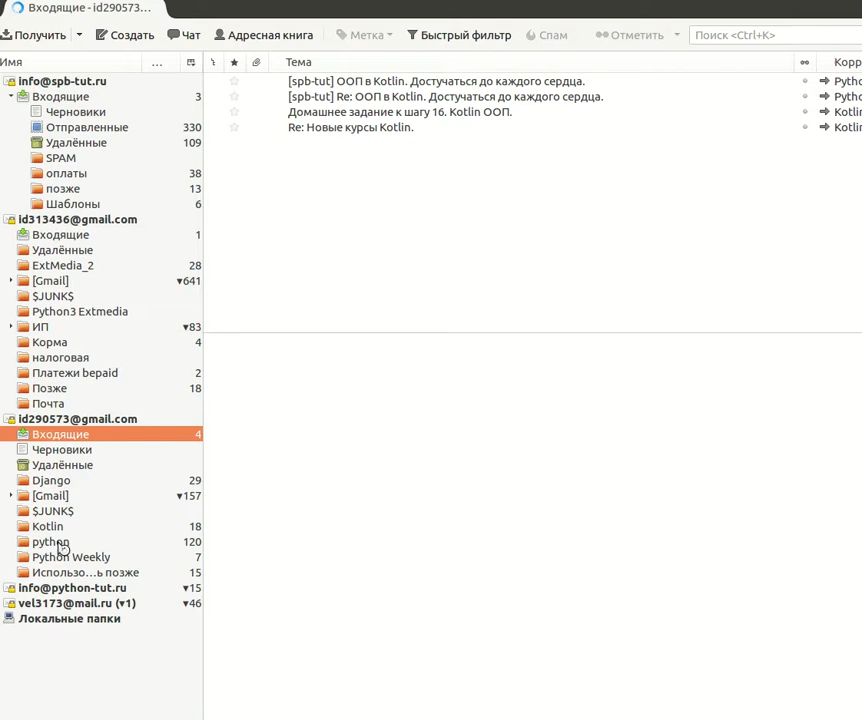 Входящие - id290573...
Получить Создать Чат Адресная книга Метка Быстрый фильтр Спам Отметить Поиск <Ctrl+K>
Имя ... Тема Корр
info@spb-tut.ru
Входящие 3
Черновики
Отправленные 330
Удалённые 109
SPAM
оплаты 38
позже 13
Шаблоны 6
id313436@gmail.com
Входящие 1
Удалённые
ExtMedia_2 28
[Gmail] ▾641
$JUNK$
Python3 Extmedia
ИП ▾83
Корма 4
налоговая
Платежи bepaid 2
Позже 18
Почта
id290573@gmail.com
Входящие 4
Черновики
Удалённые
Django 29
[Gmail] ▾157
$JUNK$
Kotlin 18
python 120
Python Weekly 7
Использо...ь позже 15
info@python-tut.ru ▾15
vel3173@mail.ru (▾1) ▾46
Локальные папки
[spb-tut] ООП в Kotlin. Достучаться до каждого сердца. Pytho
[spb-tut] Re: ООП в Kotlin. Достучаться до каждого сердца. Pytho
Домашнее задание к шагу 16. Kotlin ООП. Kotli
Re: Новые курсы Kotlin. Kotli